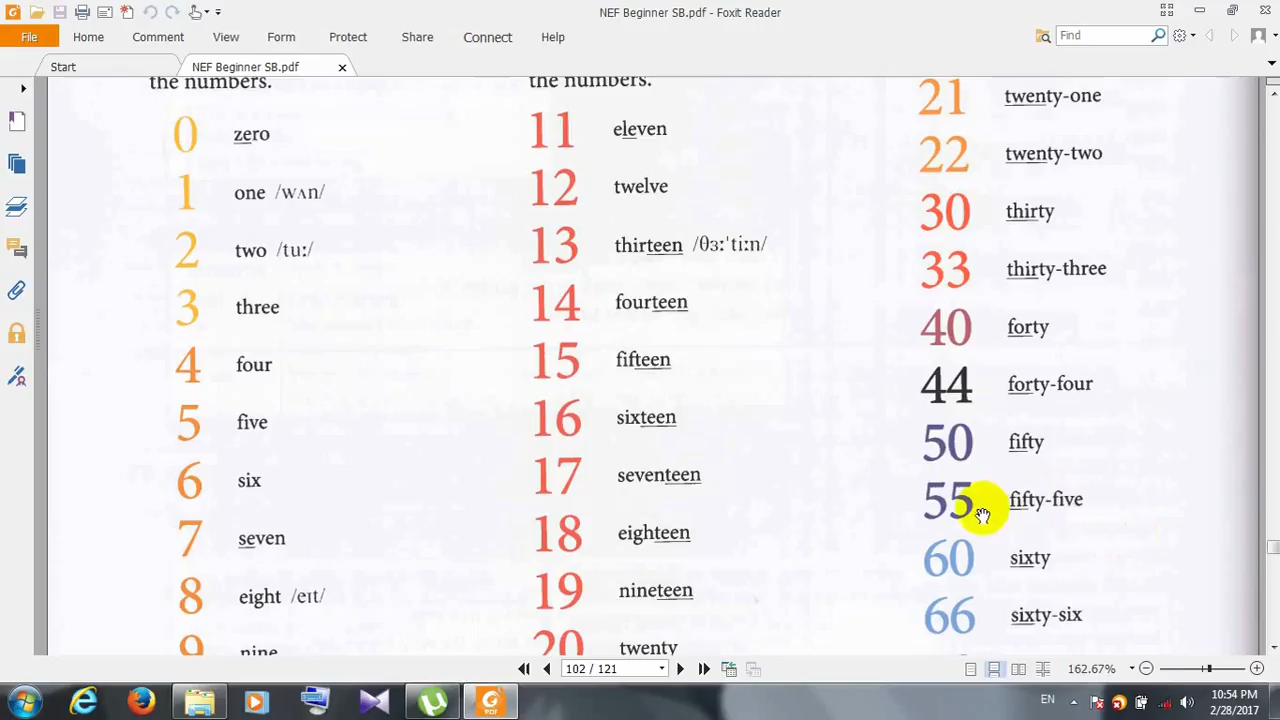 NEF Beginner SB.pdf - Foxit Reader
File Home Comment View Form Protect Share Connect Help
Find
Start
NEF Beginner SB.pdf
the numbers.
0 zero
1 one /wʌn/
2 two /tuː/
3 three
4 four
5 five
6 six
7 seven
8 eight /eɪt/
9 nine
the numbers.
11 eleven
12 twelve
13 thirteen /θɜːˈtiːn/
14 fourteen
15 fifteen
16 sixteen
17 seventeen
18 eighteen
19 nineteen
20 twenty
21 twenty-one
22 twenty-two
30 thirty
33 thirty-three
40 forty
44 forty-four
50 fifty
55 fifty-five
60 sixty
66 sixty-six
102 / 121
162.67%
PDF
EN
10:54 PM
2/28/2017